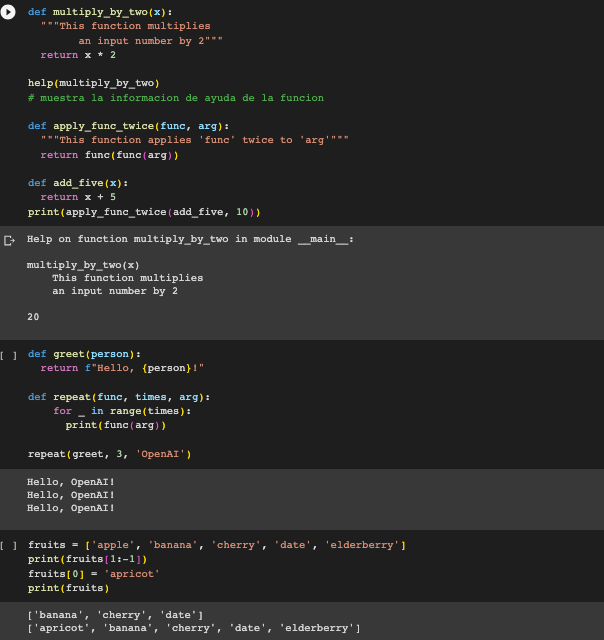 def multiply_by_two(x):
  """This function multiplies
        an input number by 2"""
  return x * 2

help(multiply_by_two)
# muestra la informacion de ayuda de la funcion

def apply_func_twice(func, arg):
  """This function applies 'func' twice to 'arg'"""
  return func(func(arg))

def add_five(x):
  return x + 5
print(apply_func_twice(add_five, 10))
Help on function multiply_by_two in module __main__:

multiply_by_two(x)
    This function multiplies
    an input number by 2

20
[ ] def greet(person):
  return f"Hello, {person}!"

def repeat(func, times, arg):
    for _ in range(times):
      print(func(arg))

repeat(greet, 3, 'OpenAI')
Hello, OpenAI!
Hello, OpenAI!
Hello, OpenAI!
[ ] fruits = ['apple', 'banana', 'cherry', 'date', 'elderberry']
print(fruits[1:-1])
fruits[0] = 'apricot'
print(fruits)
['banana', 'cherry', 'date']
['apricot', 'banana', 'cherry', 'date', 'elderberry']